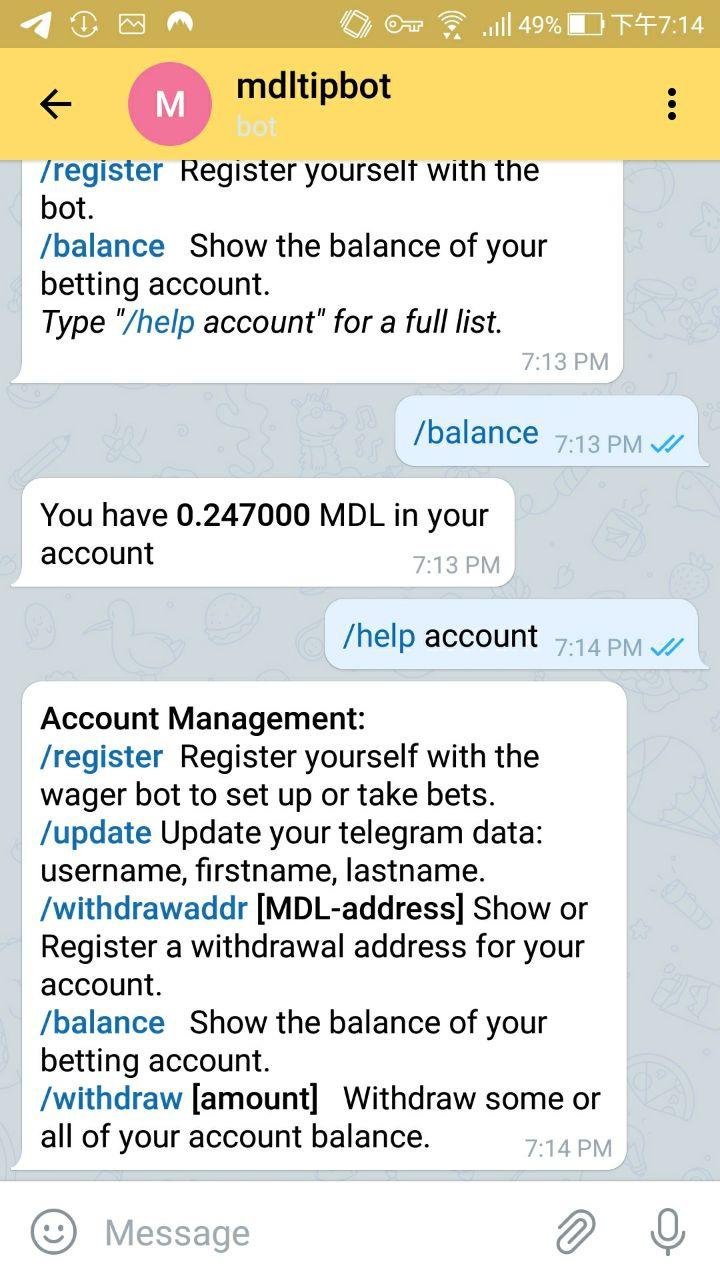 49% 下午7:14
M
mdltipbot
bot
/register Register yourself with the
bot.
/balance Show the balance of your
betting account.
Type "/help account" for a full list.
7:13 PM
/balance 7:13 PM
You have 0.247000 MDL in your
account 7:13 PM
/help account 7:14 PM
Account Management:
/register Register yourself with the
wager bot to set up or take bets.
/update Update your telegram data:
username, firstname, lastname.
/withdrawaddr [MDL-address] Show or
Register a withdrawal address for your
account.
/balance Show the balance of your
betting account.
/withdraw [amount] Withdraw some or
all of your account balance. 7:14 PM
Message